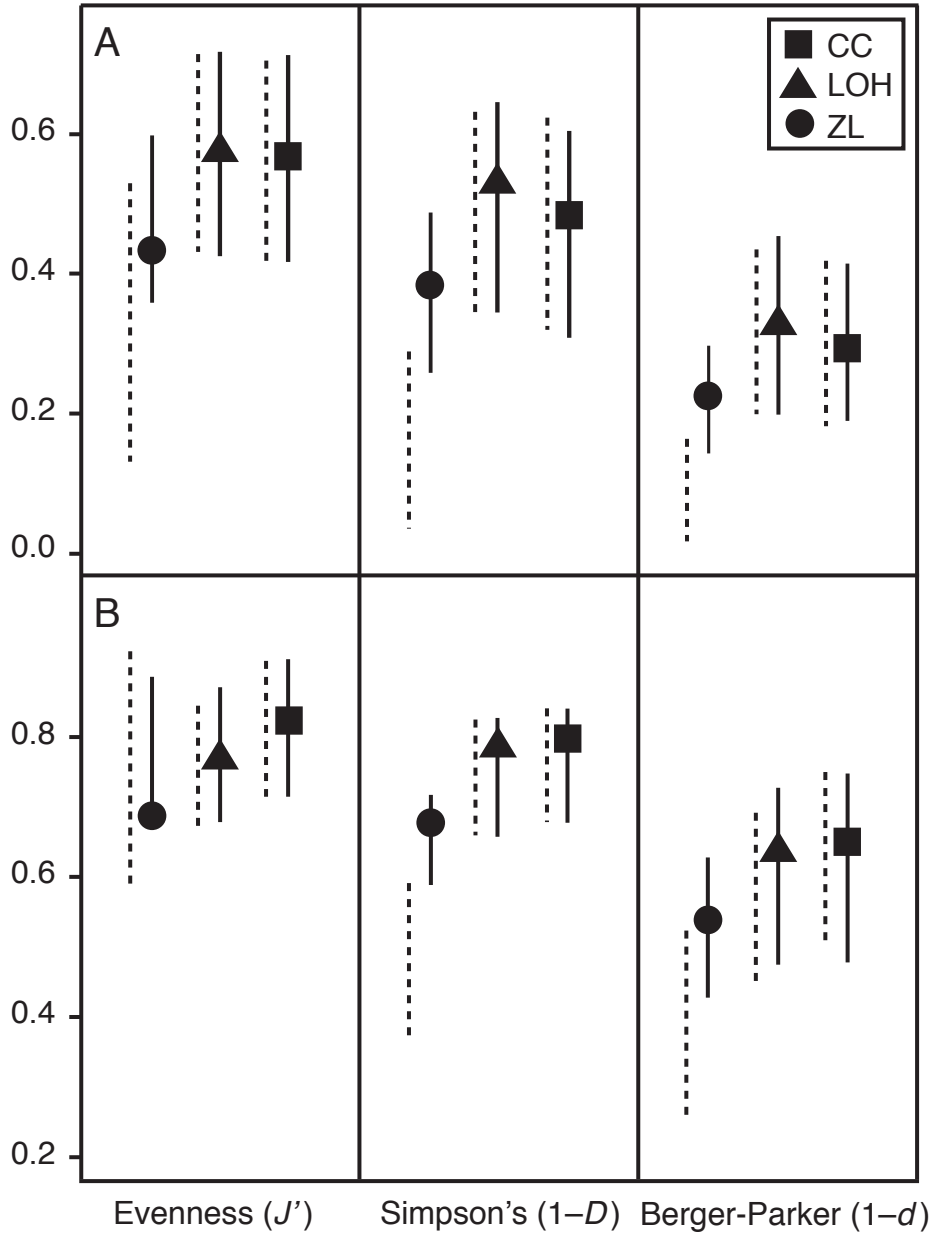 A
CC
LOH
ZL
0.6
0.4
0.2
0.0
B
0.8
0.6
0.4
0.2
Evenness (J’) Simpson’s (1–D) Berger-Parker (1–d)